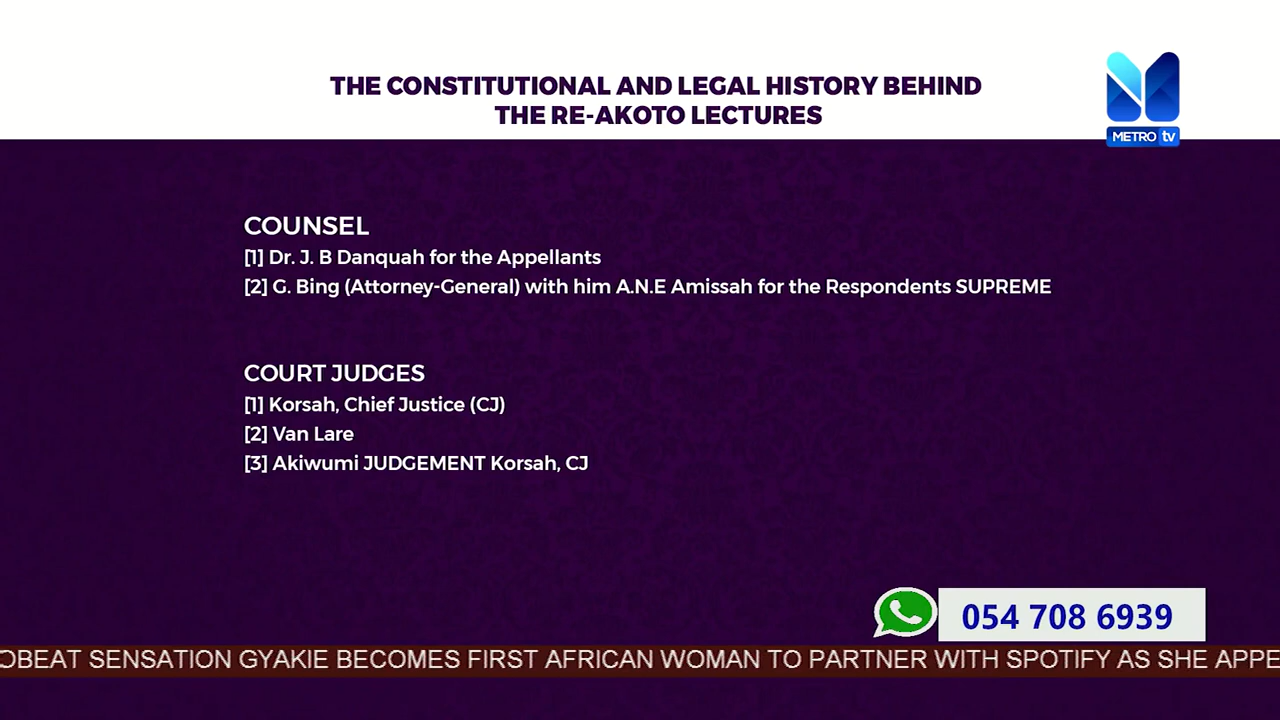 THE CONSTITUTIONAL AND LEGAL HISTORY BEHIND
THE RE-AKOTO LECTURES
METRO tv
COUNSEL
[1] Dr. J. B Danquah for the Appellants
[2] G. Bing (Attorney-General) with him A.N.E Amissah for the Respondents SUPREME
COURT JUDGES
[1] Korsah, Chief Justice (CJ)
[2] Van Lare
[3] Akiwumi JUDGEMENT Korsah, CJ
054 708 6939
OBEAT SENSATION GYAKIE BECOMES FIRST AFRICAN WOMAN TO PARTNER WITH SPOTIFY AS SHE APPE